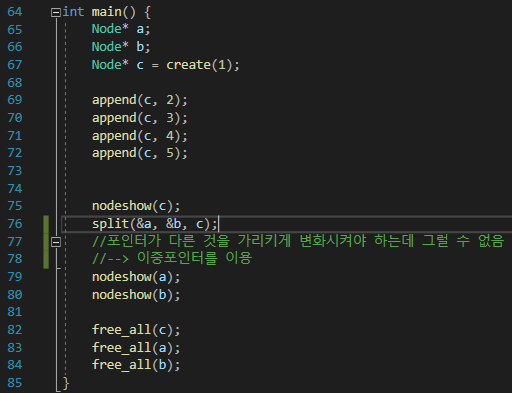 64 int main() {
65 Node* a;
66 Node* b;
67 Node* c = create(1);
68
69 append(c, 2);
70 append(c, 3);
71 append(c, 4);
72 append(c, 5);
73
74
75 nodeshow(c);
76 split(&a, &b, c);
77 //포인터가 다른 것을 가리키게 변화시켜야 하는데 그럴 수 없음
78 //--> 이중포인터를 이용
79 nodeshow(a);
80 nodeshow(b);
81
82 free_all(c);
83 free_all(a);
84 free_all(b);
85 }